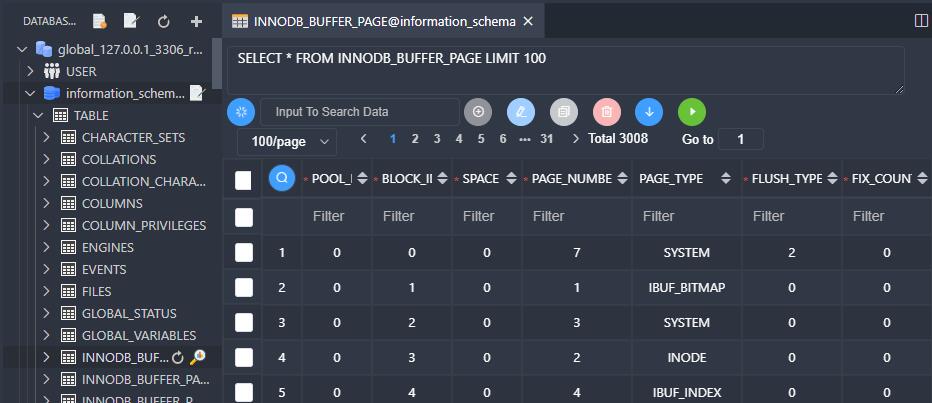 DATABAS...
global_127.0.0.1_3306_r...
USER
information_schem...
TABLE
CHARACTER_SETS
COLLATIONS
COLLATION_CHARA...
COLUMNS
COLUMN_PRIVILEGES
ENGINES
EVENTS
FILES
GLOBAL_STATUS
GLOBAL_VARIABLES
INNODB_BUF...
INNODB_BUFFER_PA...
INNODB_BUFFER_P
INNODB_BUFFER_PAGE@information_schema
SELECT * FROM INNODB_BUFFER_PAGE LIMIT 100
Input To Search Data
100/page 1 2 3 4 5 6 ... 31 Total 3008 Go to 1
* POOL_I * BLOCK_II * SPACE * PAGE_NUMBE PAGE_TYPE * FLUSH_TYPE * FIX_COUN
Filter Filter Filter Filter Filter Filter Filter
1 0 0 0 7 SYSTEM 2 0
2 0 1 0 1 IBUF_BITMAP 0 0
3 0 2 0 3 SYSTEM 0 0
4 0 3 0 2 INODE 0 0
5 0 4 0 4 IBUF_INDEX 0 0